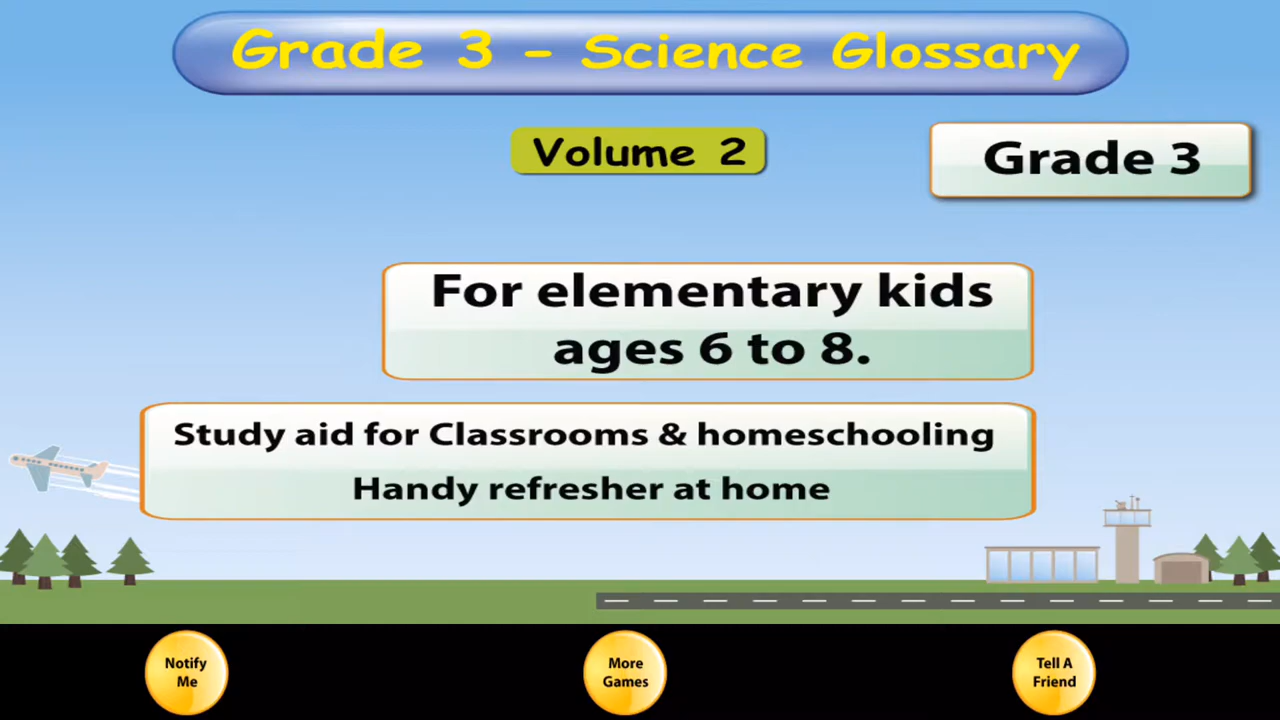 Grade 3 - Science Glossary
Volume 2
Grade 3
For elementary kids
ages 6 to 8.
Study aid for Classrooms & homeschooling
Handy refresher at home
Notify
Me
More
Games
Tell A
Friend